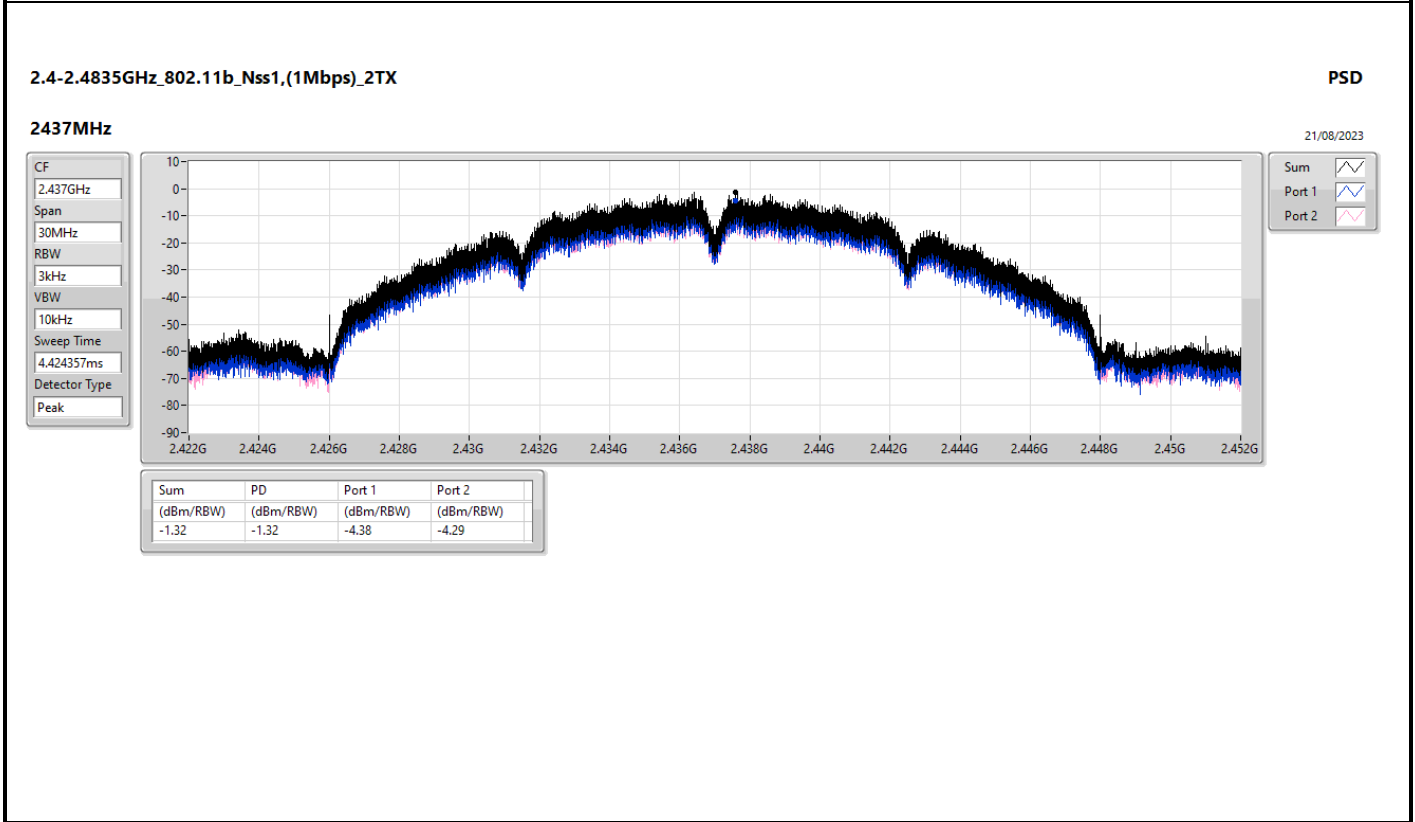 2.4-2.4835GHz_802.11b_Nss1,(1Mbps)_2TX
PSD
2437MHz
21/08/2023
CF
2.437GHz
Span
30MHz
RBW
3kHz
VBW
10kHz
Sweep Time
4.424357ms
Detector Type
Peak
10
0
-10
-20
-30
-40
-50
-60
-70
-80
-90
2.422G 2.424G 2.426G 2.428G 2.43G 2.432G 2.434G 2.436G 2.438G 2.44G 2.442G 2.444G 2.446G 2.448G 2.45G 2.452G
Sum
Port 1
Port 2
Sum PD Port 1 Port 2
(dBm/RBW) (dBm/RBW) (dBm/RBW) (dBm/RBW)
-1.32 -1.32 -4.38 -4.29